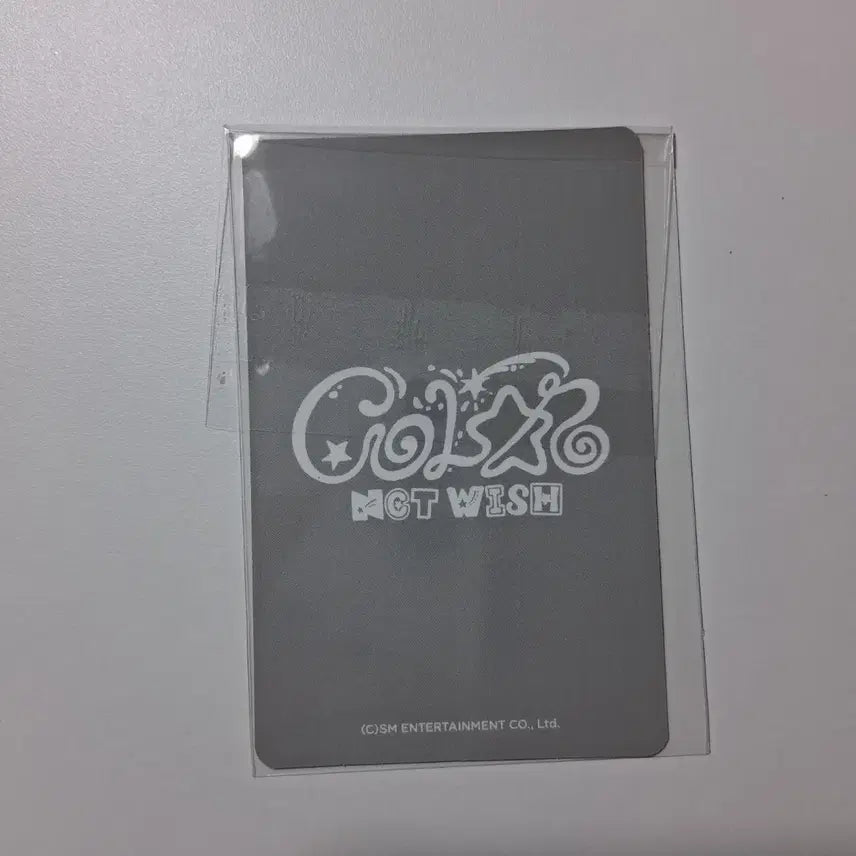 COLOR
NCT WISH
(C)SM ENTERTAINMENT CO., Ltd.